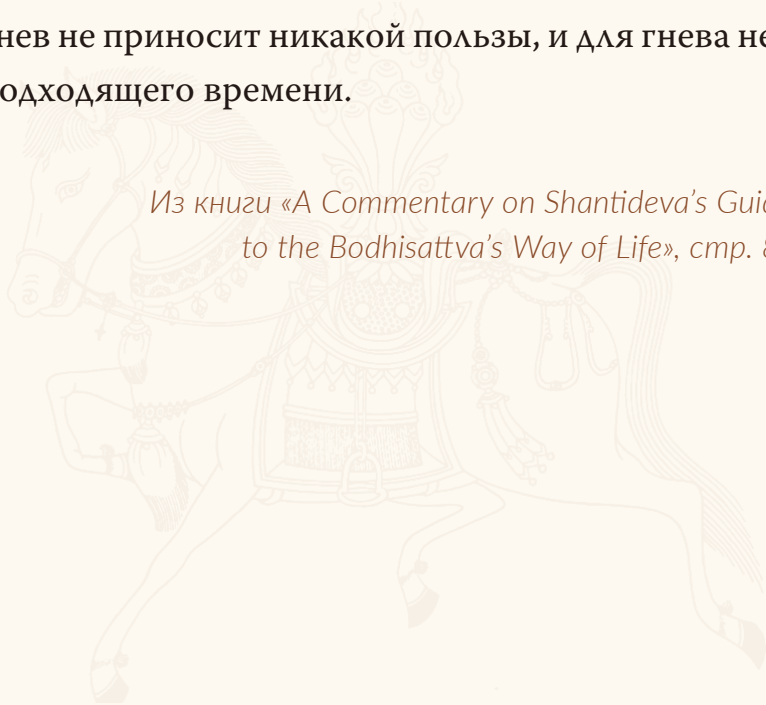 нев не приносит никакой пользы, и для гнева не
одходящего времени.
Из книги «A Commentary on Shantideva’s Gui
to the Bodhisattva’s Way of Life», стр.